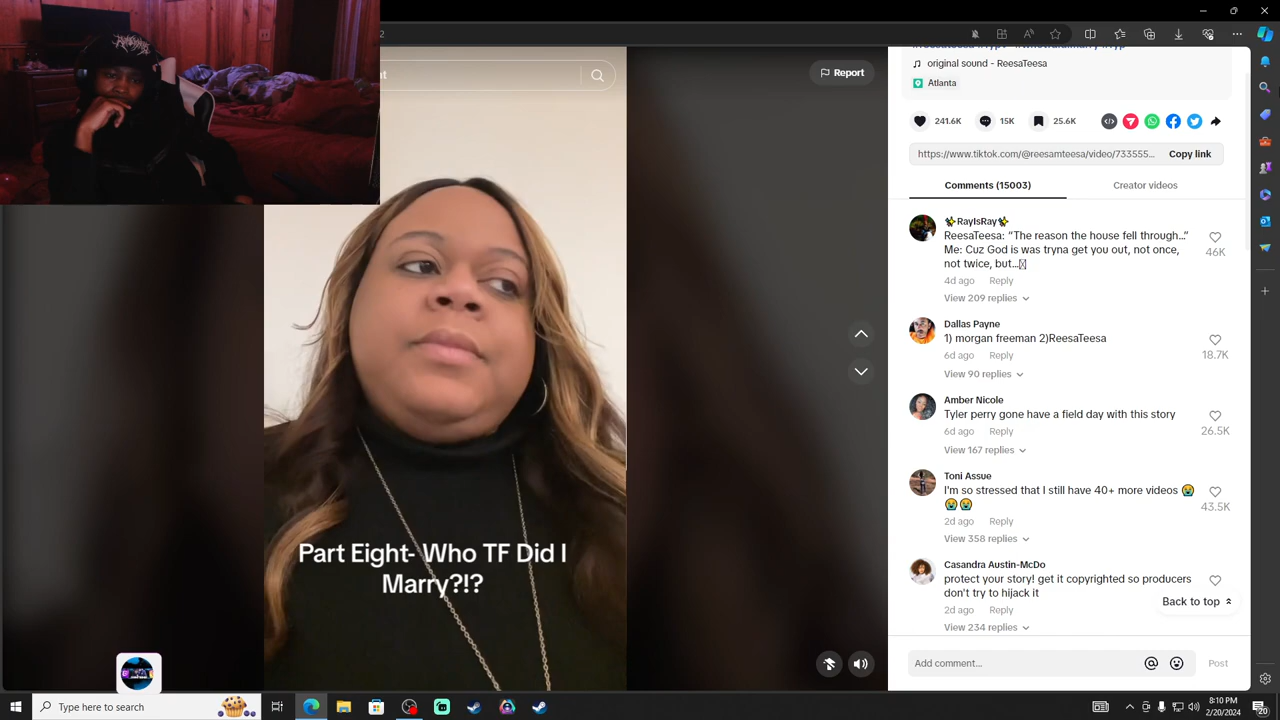 2
nt
Report
original sound - ReesaTeesa
Atlanta
241.6K
15K
25.6K
https://www.tiktok.com/@reesamteesa/video/733555...
Copy link
Comments (15003)
Creator videos
✨RayIsRay✨
ReesaTeesa: “The reason the house fell through...”
Me: Cuz God is was tryna get you out, not once,
not twice, but...
46K
4d ago Reply
View 209 replies
Dallas Payne
1) morgan freeman 2)ReesaTeesa
18.7K
6d ago Reply
View 90 replies
Amber Nicole
Tyler perry gone have a field day with this story
26.5K
6d ago Reply
View 167 replies
Toni Assue
I'm so stressed that I still have 40+ more videos 😭
😭😭
43.5K
2d ago Reply
View 358 replies
Casandra Austin-McDo
protect your story! get it copyrighted so producers
don't try to hijack it
2d ago Reply
View 234 replies
Back to top
Add comment...
Post
Part Eight- Who TF Did I
Marry?!?
Type here to search
8:10 PM
2/20/2024
20